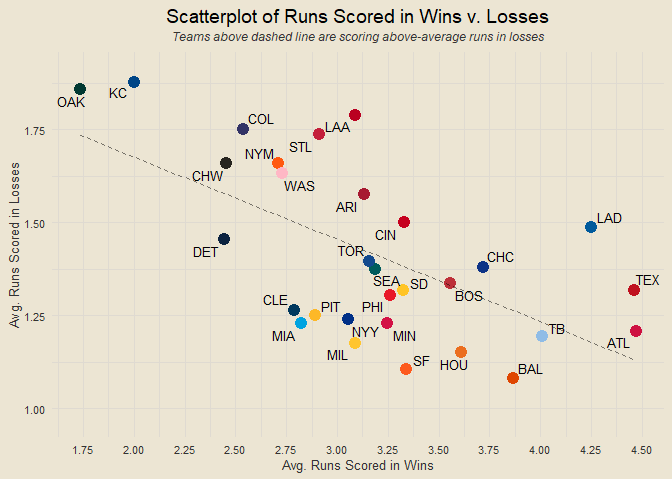 Scatterplot of Runs Scored in Wins v. Losses
Teams above dashed line are scoring above-average runs in losses
Avg. Runs Scored in Losses
1.75
1.50
1.25
1.00
OAK
KC
COL
LAA
STL
NYM
CHW
WAS
ARI
LAD
CIN
DET
TOR
CHC
SEA
SD
TEX
BOS
CLE
PIT
PHI
MIA
NYY
MIN
TB
ATL
MIL
SF
HOU
BAL
1.75 2.00 2.25 2.50 2.75 3.00 3.25 3.50 3.75 4.00 4.25 4.50
Avg. Runs Scored in Wins